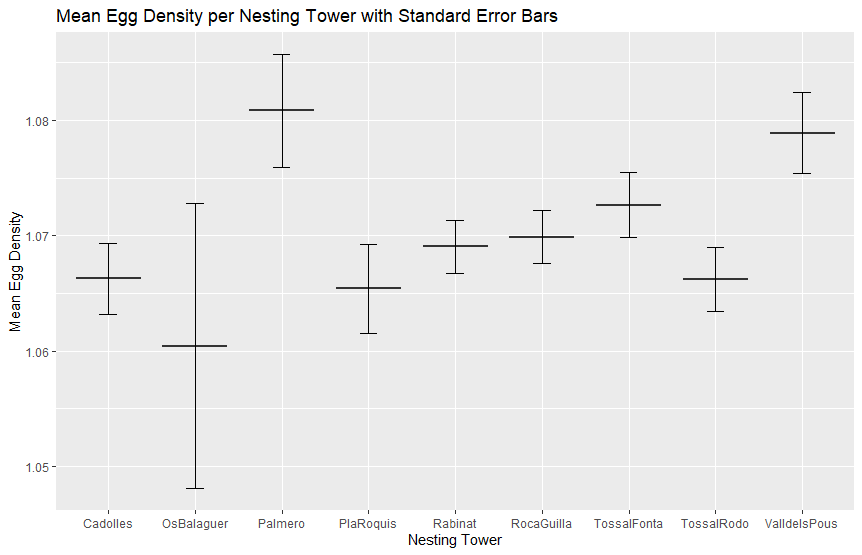 Mean Egg Density per Nesting Tower with Standard Error Bars
Mean Egg Density
1.08
1.07
1.06
1.05
Cadolles OsBalaguer Palmero PlaRoquis Rabinat RocaGuilla TossalFonta TossalRodo ValldelsPous
Nesting Tower